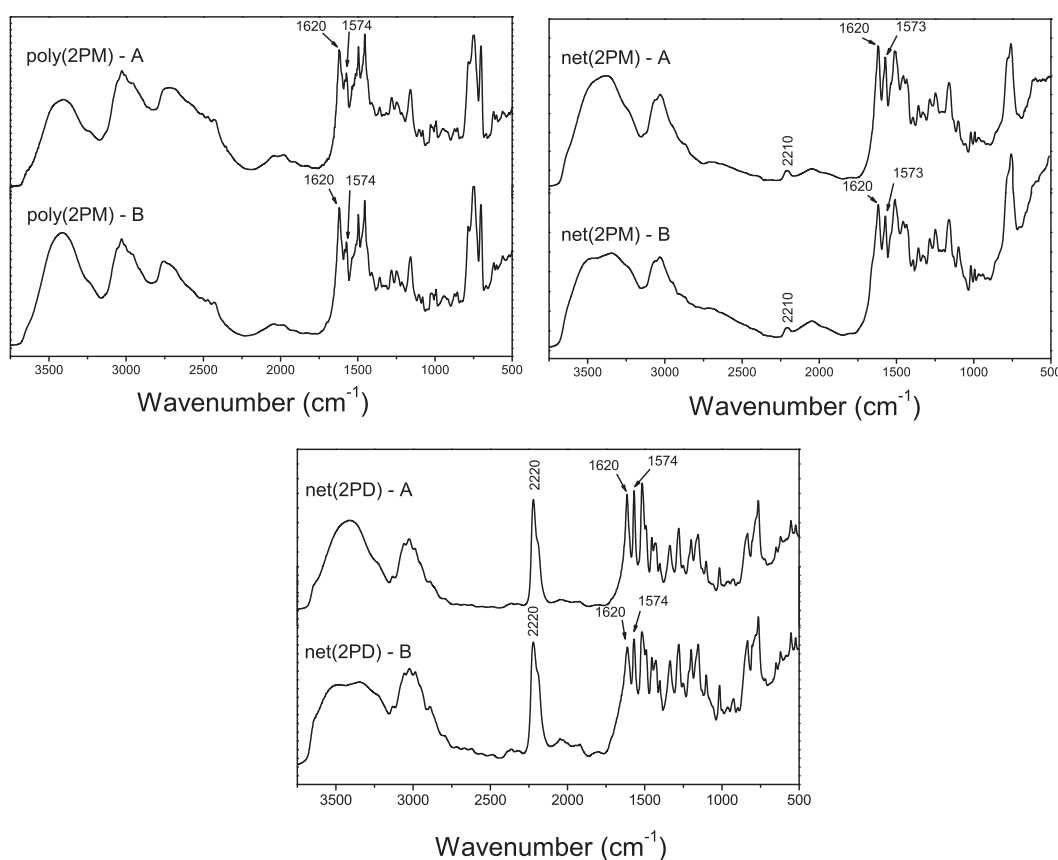 1620 1574
poly(2PM) - A
1620 1574
poly(2PM) - B
3500 3000 2500 2000 1500 1000 500
Wavenumber (cm⁻¹)
1620 1573
net(2PM) - A
2210
1620 1573
net(2PM) - B
2210
3500 3000 2500 2000 1500 1000 500
Wavenumber (cm⁻¹)
2220
1620 1574
net(2PD) - A
2220
1620 1574
net(2PD) - B
3500 3000 2500 2000 1500 1000 500
Wavenumber (cm⁻¹)